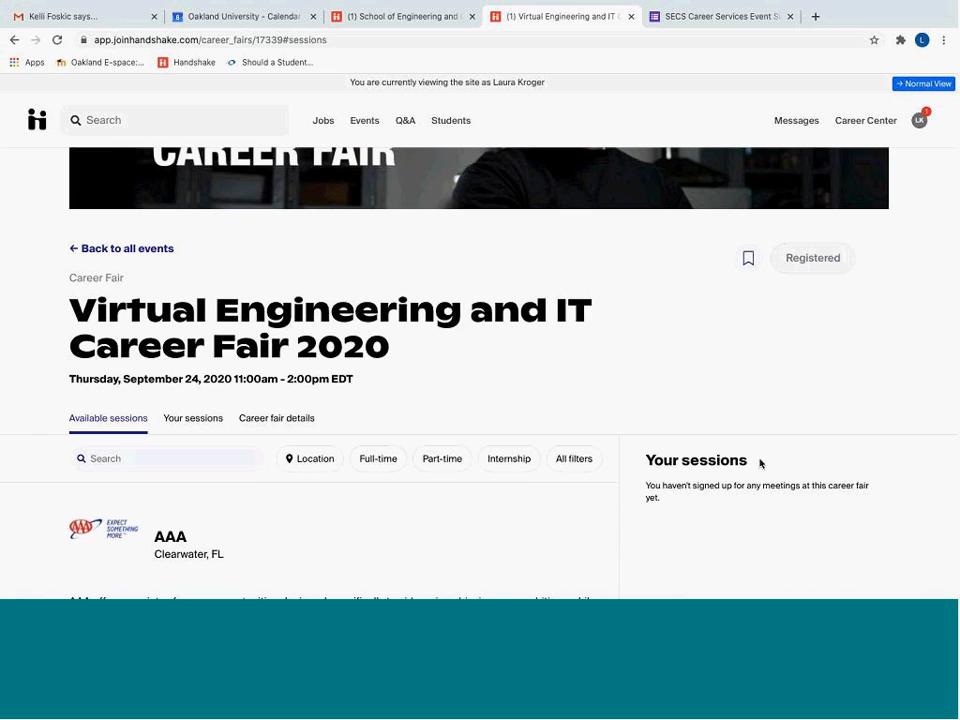 Kelli Foskic says...
Oakland University - Calendar
(1) School of Engineering and
(1) Virtual Engineering and IT
SECS Career Services Event S
app.joinhandshake.com/career_fairs/17339#sessions
L
Apps
Oakland E-space:...
Handshake
Should a Student...
You are currently viewing the site as Laura Kroger
Normal View
Search
Jobs
Events
Q&A
Students
Messages
Career Center
LK
1
CAREER FAIR
Back to all events
Registered
Career Fair
Virtual Engineering and IT
Career Fair 2020
Thursday, September 24, 2020 11:00am - 2:00pm EDT
Available sessions
Your sessions
Career fair details
Search
Location
Full-time
Part-time
Internship
All filters
Your sessions
You haven't signed up for any meetings at this career fair
yet.
AAA
EXPECT
SOMETHING
MORE
AAA
Clearwater, FL